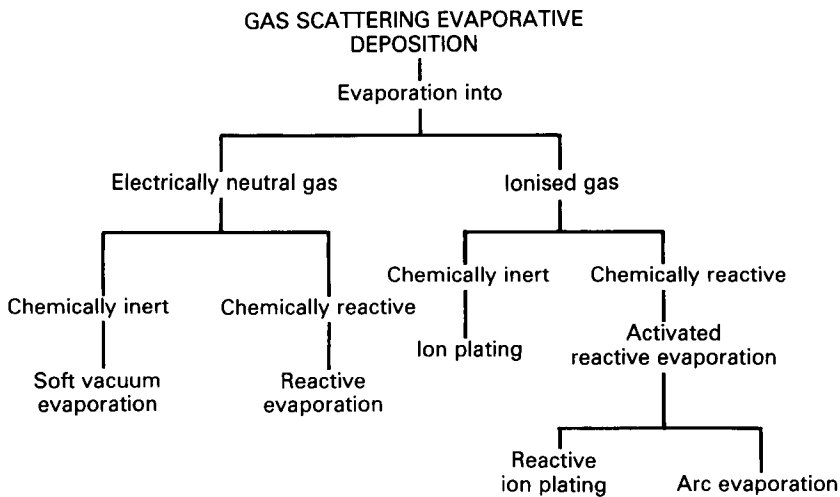 GAS SCATTERING EVAPORATIVE
DEPOSITION
Evaporation into
Electrically neutral gas
Ionised gas
Chemically inert
Chemically reactive
Chemically inert
Chemically reactive
Soft vacuum
evaporation
Reactive
evaporation
Ion plating
Activated
reactive evaporation
Reactive
ion plating
Arc evaporation